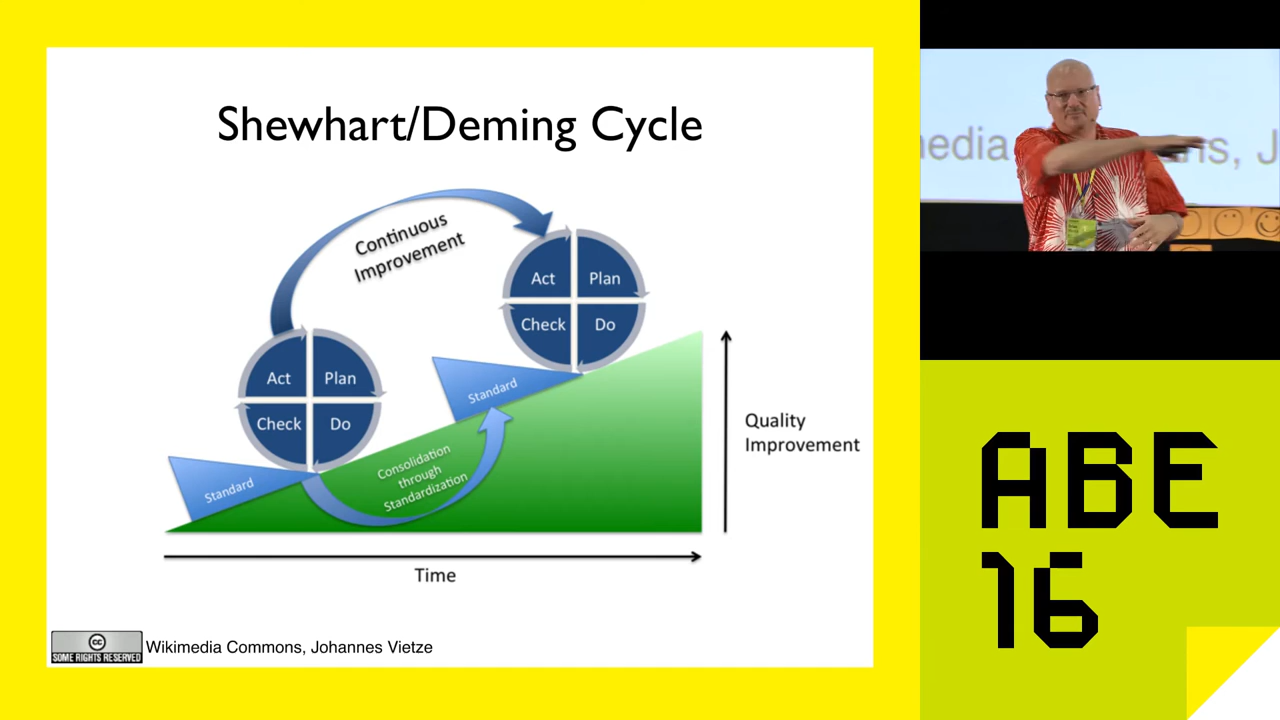 Shewhart/Deming Cycle
Continuous
Improvement
Act
Plan
Check
Do
Act
Plan
Check
Do
Standard
Standard
Consolidation
through
Standardization
Quality
Improvement
Time
cc
SOME RIGHTS RESERVED
Wikimedia Commons, Johannes Vietze
ABE
16